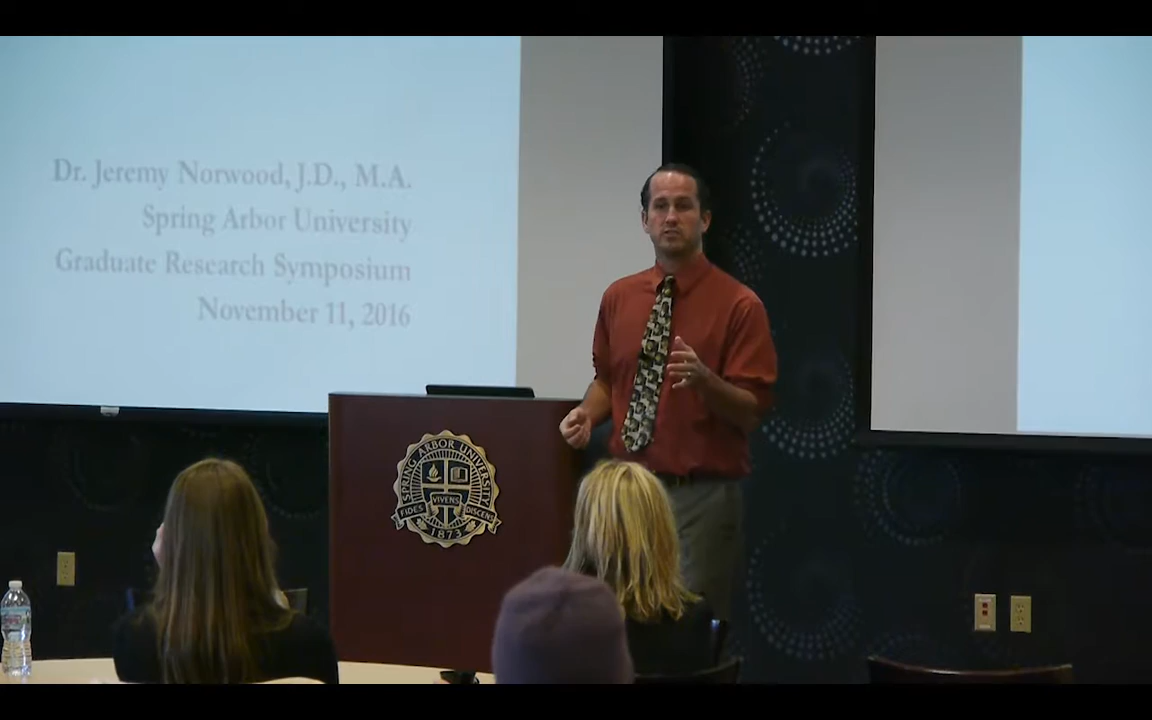 Dr. Jeremy Norwood, J.D., M.A.
Spring Arbor University
Graduate Research Symposium
November 11, 2016
SPRING ARBOR UNIVERSITY
VIVENS
FIDES DISCENS
1873